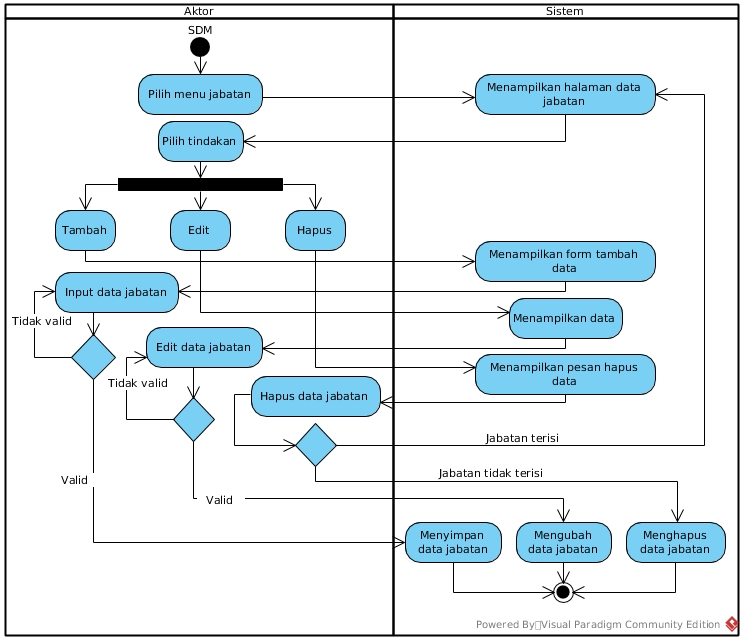 Aktor
Sistem
SDM
Pilih menu jabatan
Menampilkan halaman data
jabatan
Pilih tindakan
Tambah
Edit
Hapus
Menampilkan form tambah
data
Input data jabatan
Tidak valid
Menampilkan data
Edit data jabatan
Tidak valid
Menampilkan pesan hapus
data
Hapus data jabatan
Jabatan terisi
Jabatan tidak terisi
Valid
Valid
Menyimpan
data jabatan
Mengubah
data jabatan
Menghapus
data jabatan
Powered By Visual Paradigm Community Edition